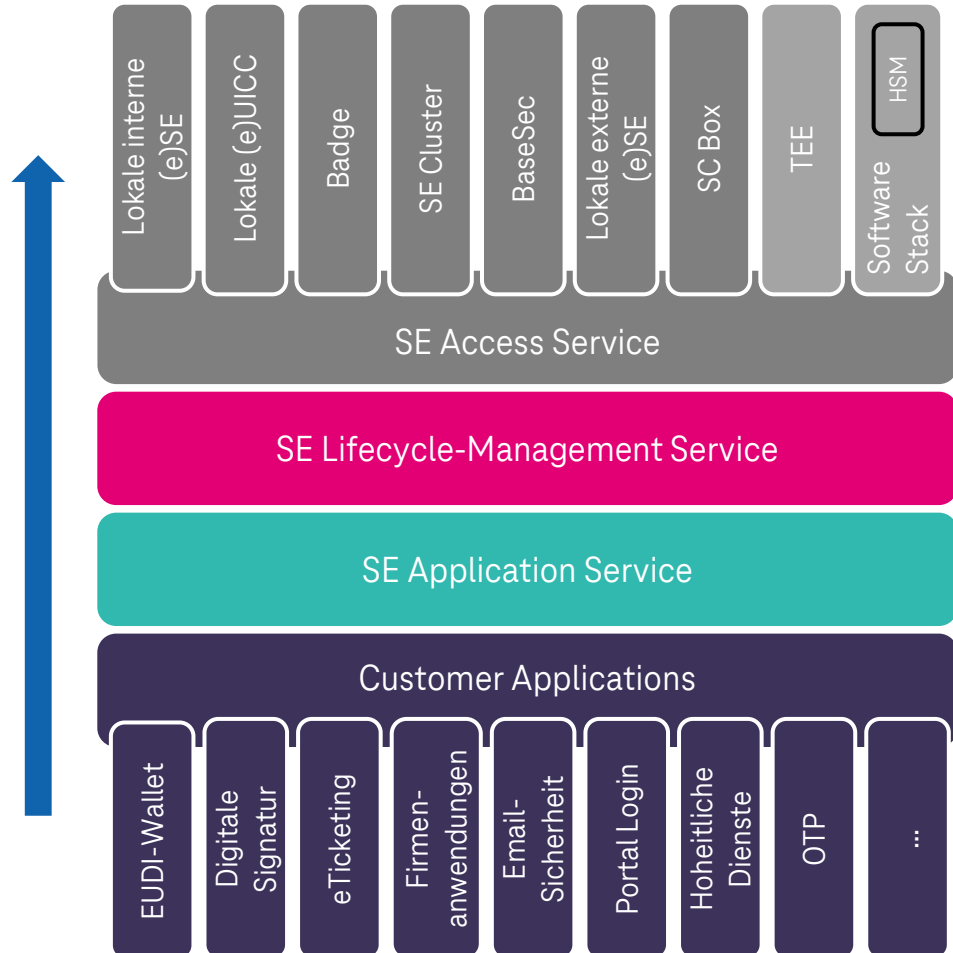 Lokale interne
(e)SE
Lokale (e)UICC
Badge
SE Cluster
BaseSec
Lokale externe
(e)SE
SC Box
TEE
Software
Stack
HSM
SE Access Service
SE Lifecycle-Management Service
SE Application Service
Customer Applications
EUDI-Wallet
Digitale
Signatur
eTicketing
Firmen-
anwendungen
Email-
Sicherheit
Portal Login
Hoheitliche
Dienste
OTP
...